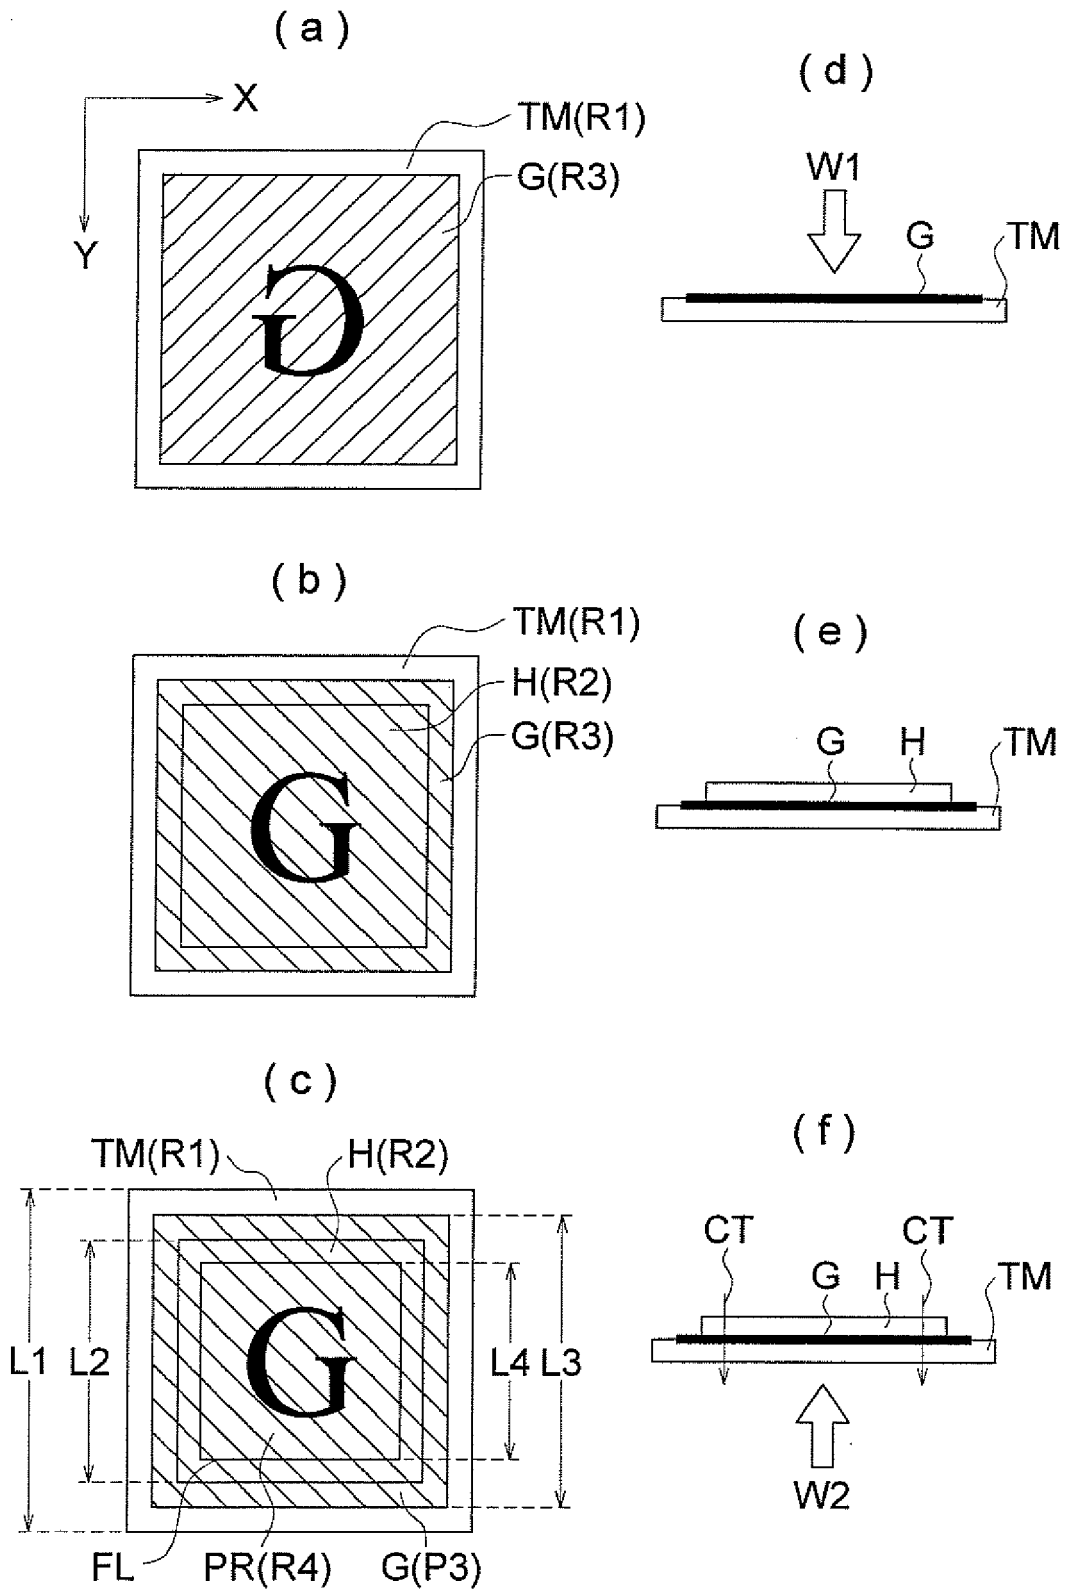 (a)
X
Y
TM(R1)
G(R3)
G
(d)
W1
G
TM
(b)
TM(R1)
H(R2)
G(R3)
G
(e)
G
H
TM
(c)
TM(R1)
H(R2)
L1
L2
G
L4
L3
FL
PR(R4)
G(P3)
(f)
CT
CT
G
H
TM
W2